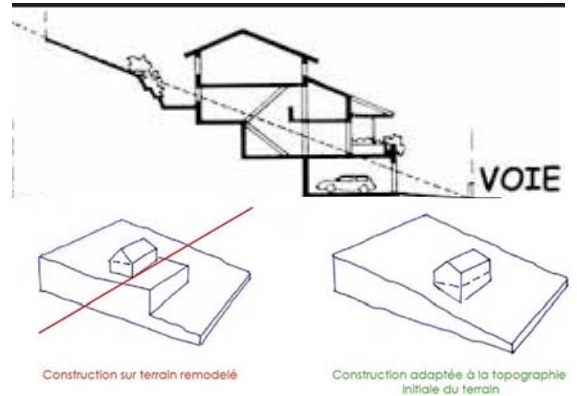 VOIE
Construction sur terrain remodelé
Construction adaptée à la topographie
initiale du terrain